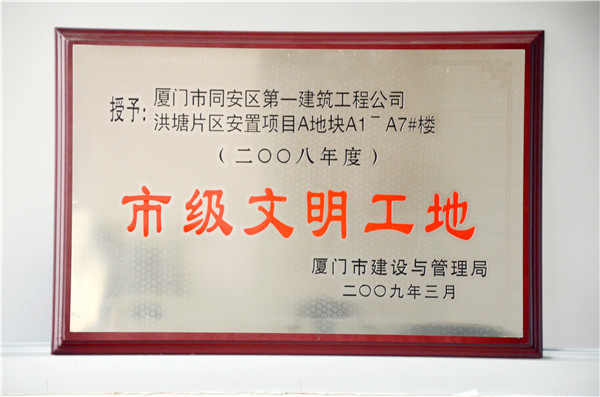 授予：厦门市同安区第一建筑工程公司
洪塘片区安置项目A地块A1¯A7#楼
（二〇〇八年度）
市级文明工地
厦门市建设与管理局
二〇〇九年三月